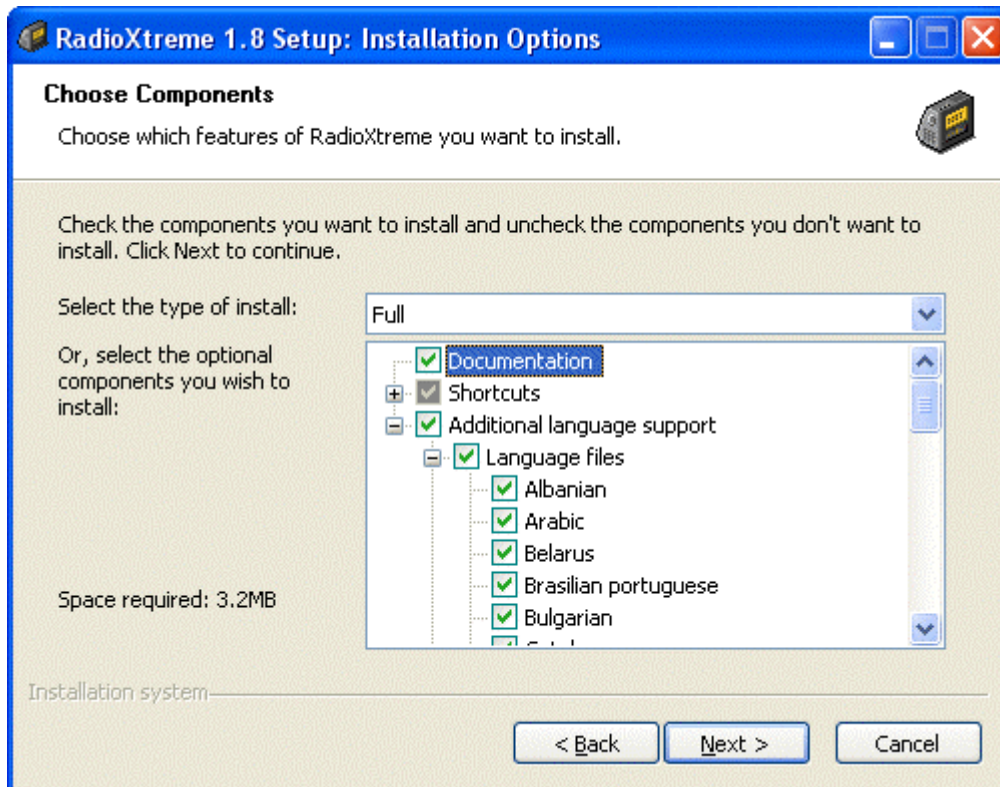 RadioXtreme 1.8 Setup: Installation Options
Choose Components
Choose which features of RadioXtreme you want to install.
Check the components you want to install and uncheck the components you don't want to
install. Click Next to continue.
Select the type of install:
Full
Or, select the optional
components you wish to
install:
Documentation
Shortcuts
Additional language support
Language files
Albanian
Arabic
Belarus
Brasilian portuguese
Bulgarian
Space required: 3.2MB
Installation system
< Back
Next >
Cancel